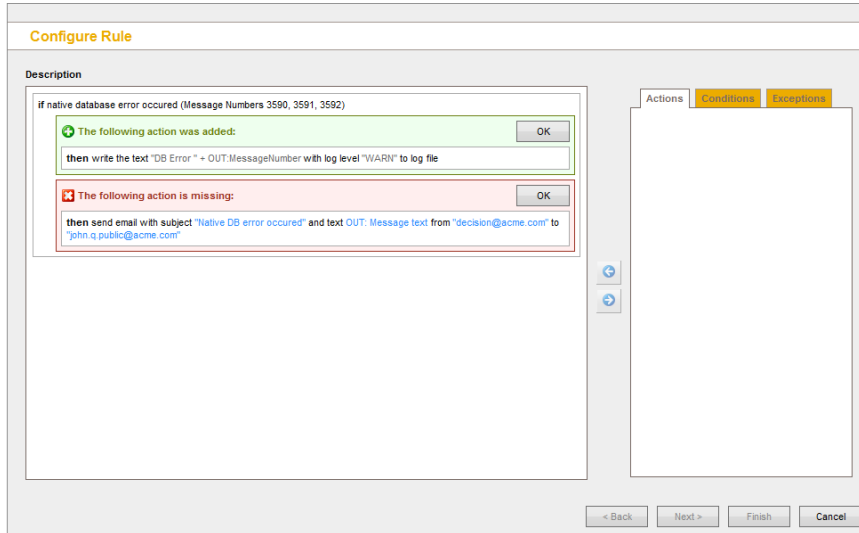 Configure Rule
Description
if native database error occured (Message Numbers 3590, 3591, 3592)
The following action was added:
OK
then write the text "DB Error " + OUT:MessageNumber with log level "WARN" to log file
The following action is missing:
OK
then send email with subject "Native DB error occured" and text OUT: Message text from "decision@acme.com" to
"john.q.public@acme.com"
Actions Conditions Exceptions
< Back Next > Finish Cancel